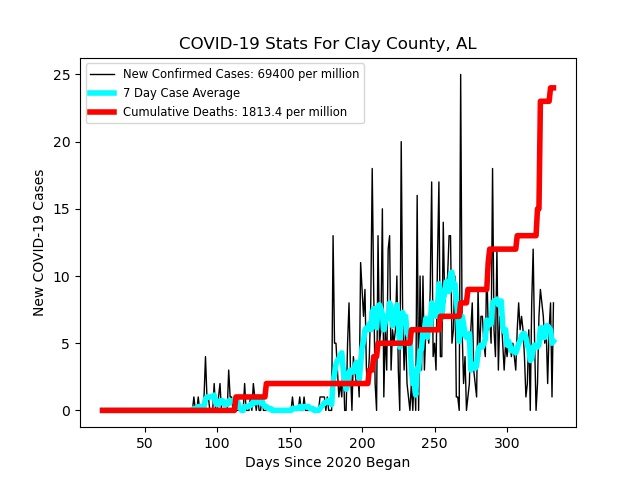 COVID-19 Stats For Clay County, AL
New Confirmed Cases: 69400 per million
7 Day Case Average
Cumulative Deaths: 1813.4 per million
25
20
15
10
5
0
New COVID-19 Cases
50 100 150 200 250 300
Days Since 2020 Began